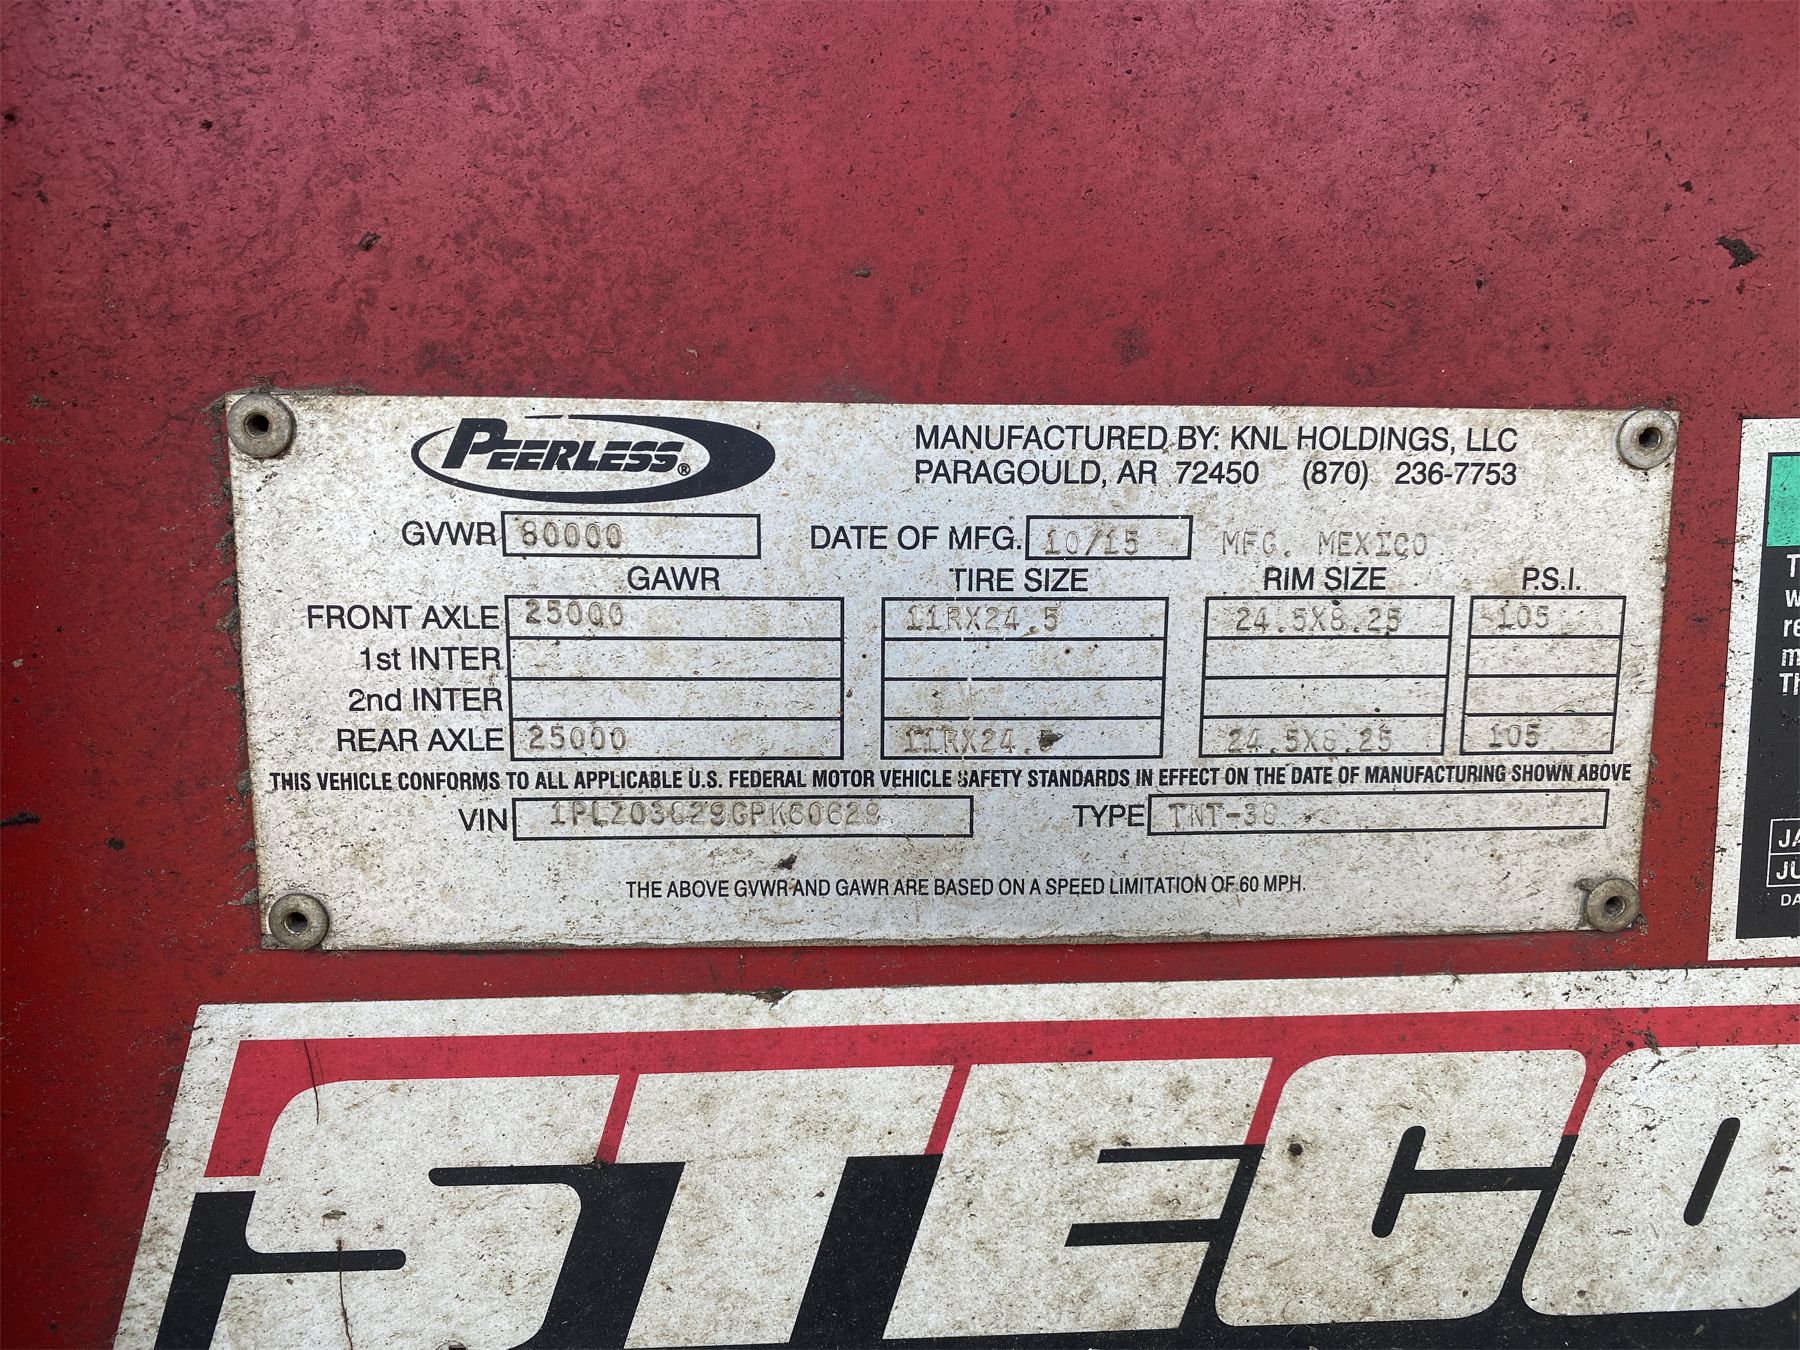 PEERLESS®
MANUFACTURED BY: KNL HOLDINGS, LLC
PARAGOULD, AR 72450 (870) 236-7753
GVWR 80000 DATE OF MFG. 10/15 MFG. MEXICO
GAWR TIRE SIZE RIM SIZE P.S.I.
FRONT AXLE 25000 11RX24.5 24.5X8.25 105
1st INTER
2nd INTER
REAR AXLE 25000 11RX24.5 24.5X8.25 105
THIS VEHICLE CONFORMS TO ALL APPLICABLE U.S. FEDERAL MOTOR VEHICLE SAFETY STANDARDS IN EFFECT ON THE DATE OF MANUFACTURING SHOWN ABOVE
VIN TYPE
THE ABOVE GVWR AND GAWR ARE BASED ON A SPEED LIMITATION OF 60 MPH.
STECO